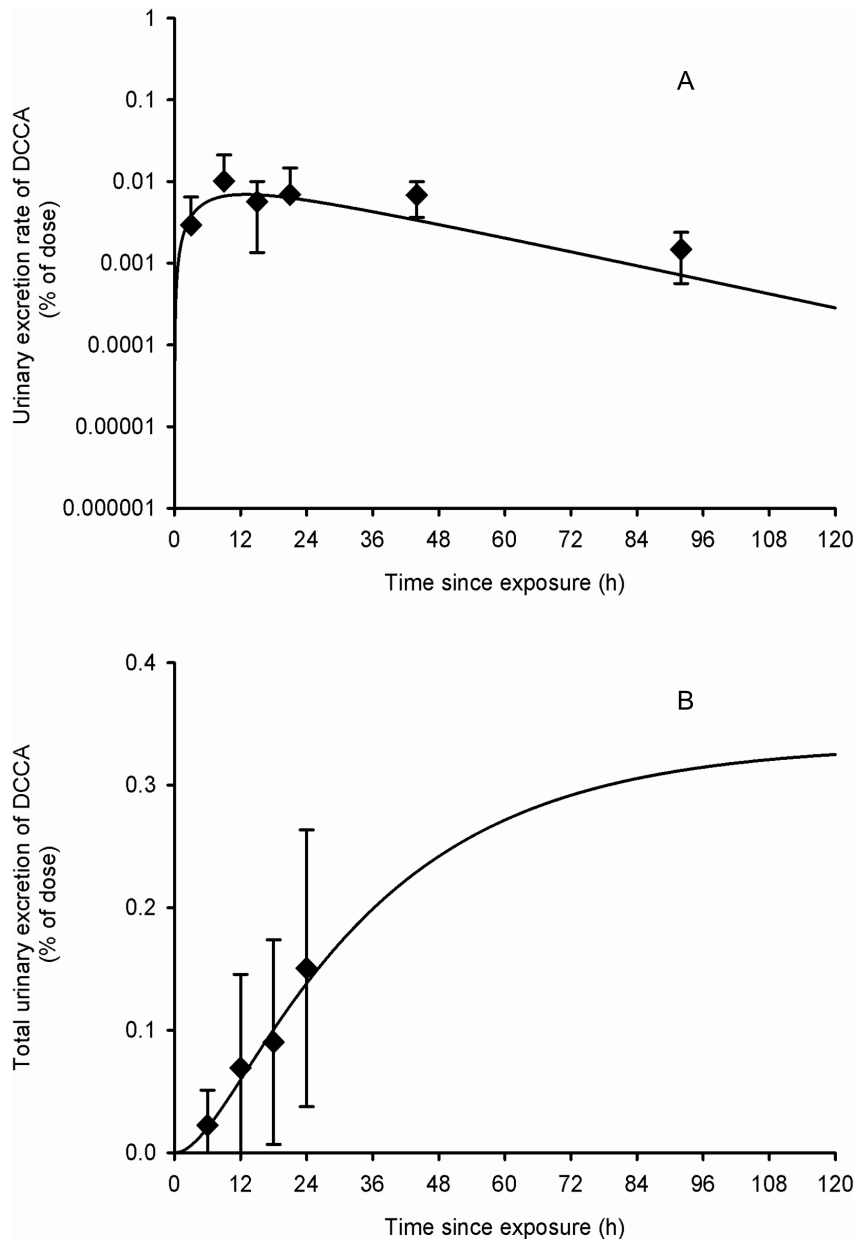 A
Urinary excretion rate of DCCA
(% of dose)
1
0.1
0.01
0.001
0.0001
0.00001
0.000001
0 12 24 36 48 60 72 84 96 108 120
Time since exposure (h)
B
Total urinary excretion of DCCA
(% of dose)
0.4
0.3
0.2
0.1
0.0
0 12 24 36 48 60 72 84 96 108 120
Time since exposure (h)